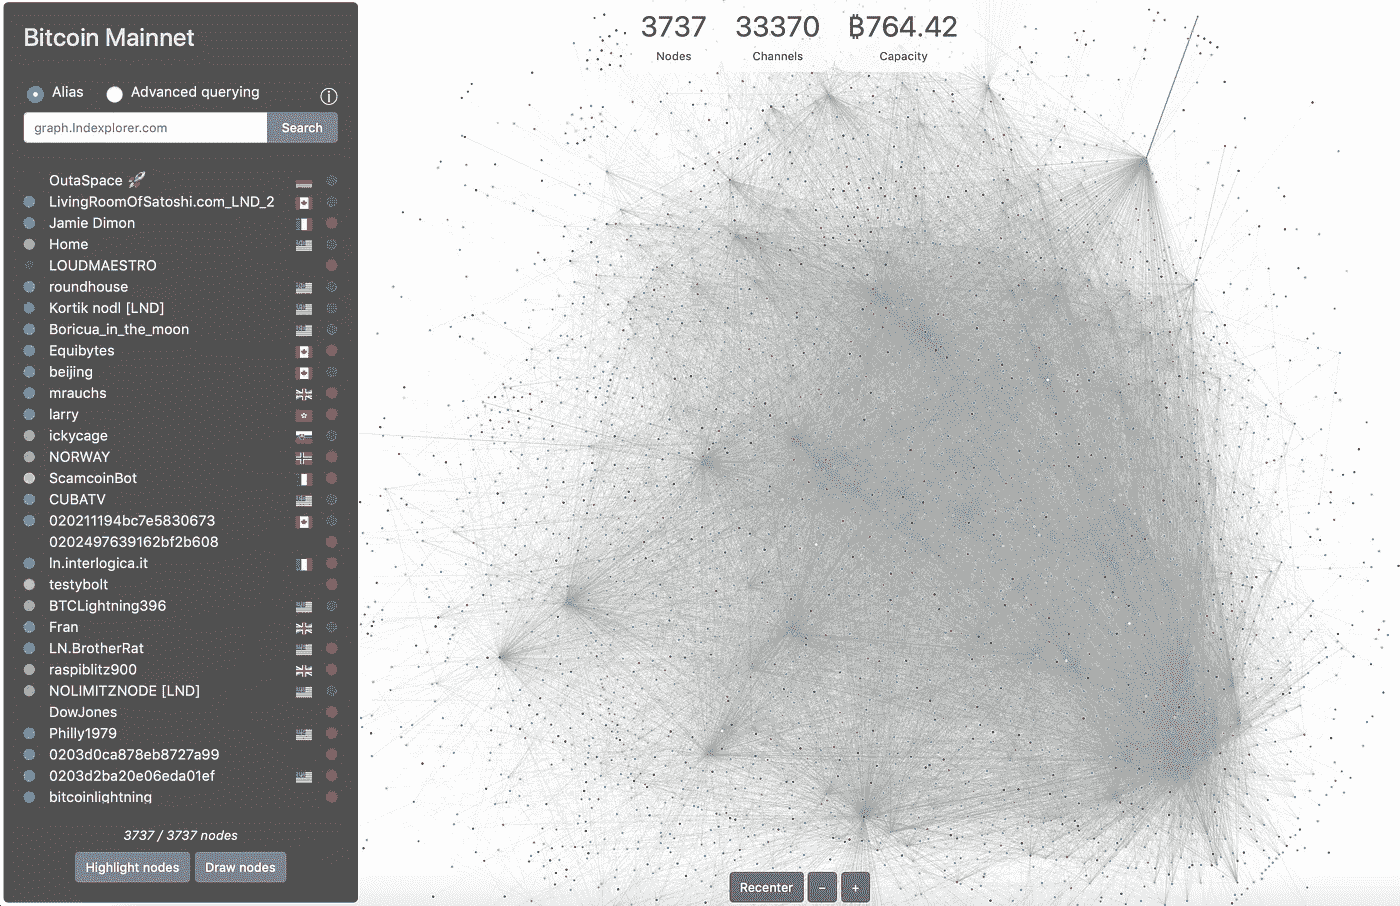 Bitcoin Mainnet
Alias Advanced querying
graph.lndexplorer.com Search
OutaSpace 🚀
LivingRoomOfSatoshi.com_LND_2
Jamie Dimon
Home
LOUDMAESTRO
roundhouse
Kortik nodl [LND]
Boricua_in_the_moon
Equibytes
beijing
mrauchs
larry
ickycage
NORWAY
ScamcoinBot
CUBATV
020211194bc7e5830673
0202497639162bf2b608
ln.interlogica.it
testybolt
BTCLightning396
Fran
LN.BrotherRat
raspiblitz900
NOLIMITZNODE [LND]
DowJones
Philly1979
0203d0ca878eb8727a99
0203d2ba20e06eda01ef
bitcoinlightning
3737 / 3737 nodes
Highlight nodes Draw nodes
3737 33370 ₿764.42
Nodes Channels Capacity
Recenter − +